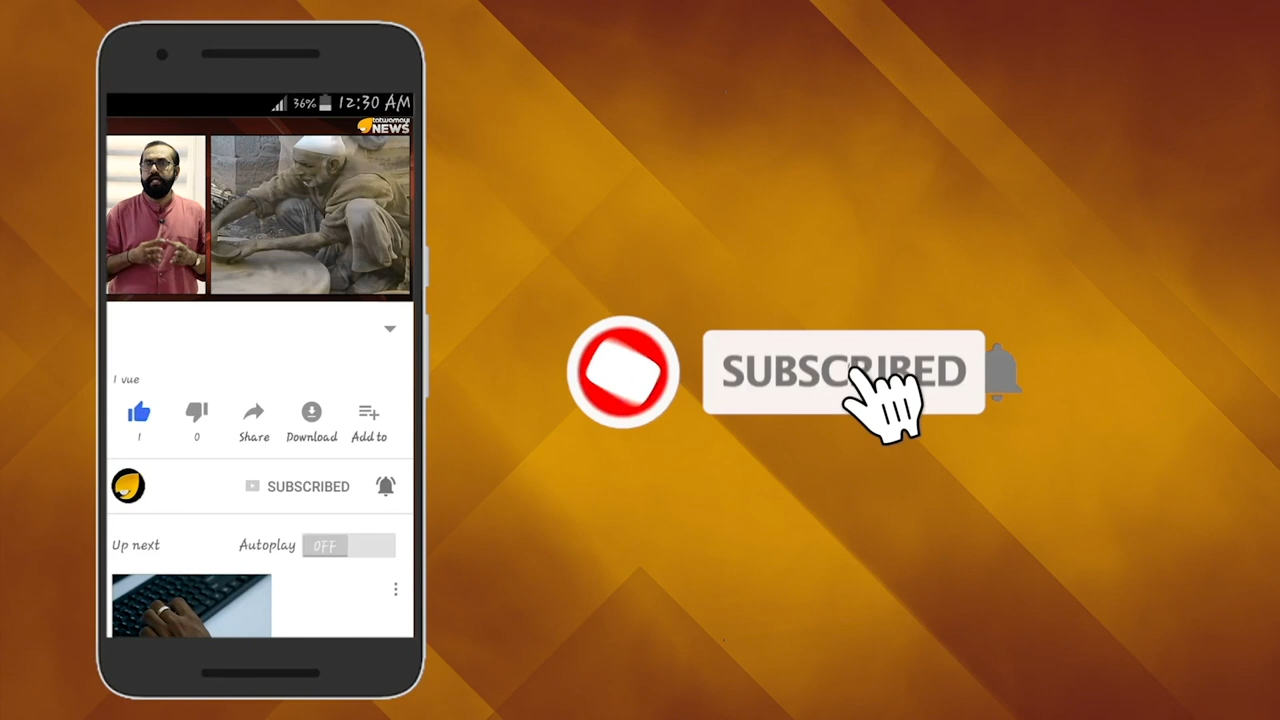 36% 12:30 AM
tatwamayi
NEWS
1 vue
1 0 Share Download Add to
SUBSCRIBED
Up next Autoplay OFF
SUBSCRIBED